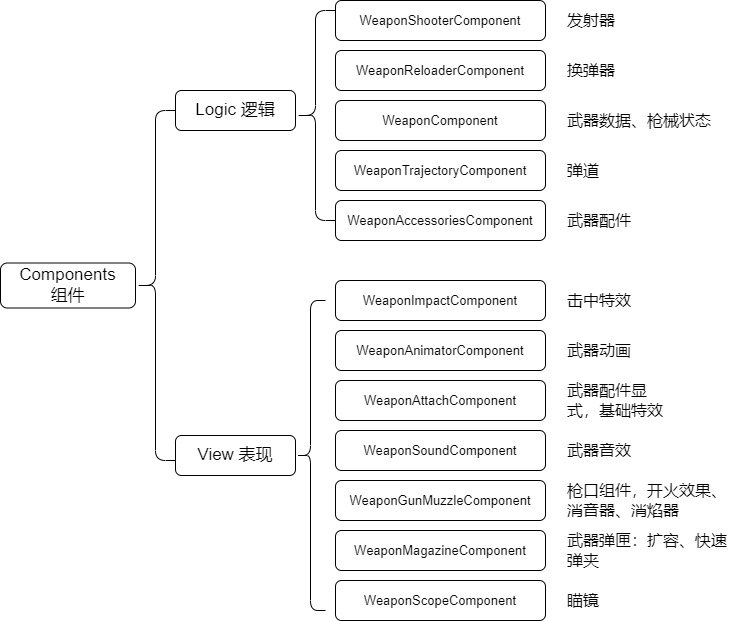 WeaponShooterComponent 发射器
WeaponReloaderComponent 换弹器
Logic 逻辑
WeaponComponent 武器数据、枪械状态
WeaponTrajectoryComponent 弹道
WeaponAccessoriesComponent 武器配件
Components
组件
WeaponImpactComponent 击中特效
WeaponAnimatorComponent 武器动画
WeaponAttachComponent 武器配件显
式，基础特效
View 表现
WeaponSoundComponent 武器音效
WeaponGunMuzzleComponent 枪口组件，开火效果、
消音器、消焰器
WeaponMagazineComponent 武器弹匣：扩容、快速
弹夹
WeaponScopeComponent 瞄镜